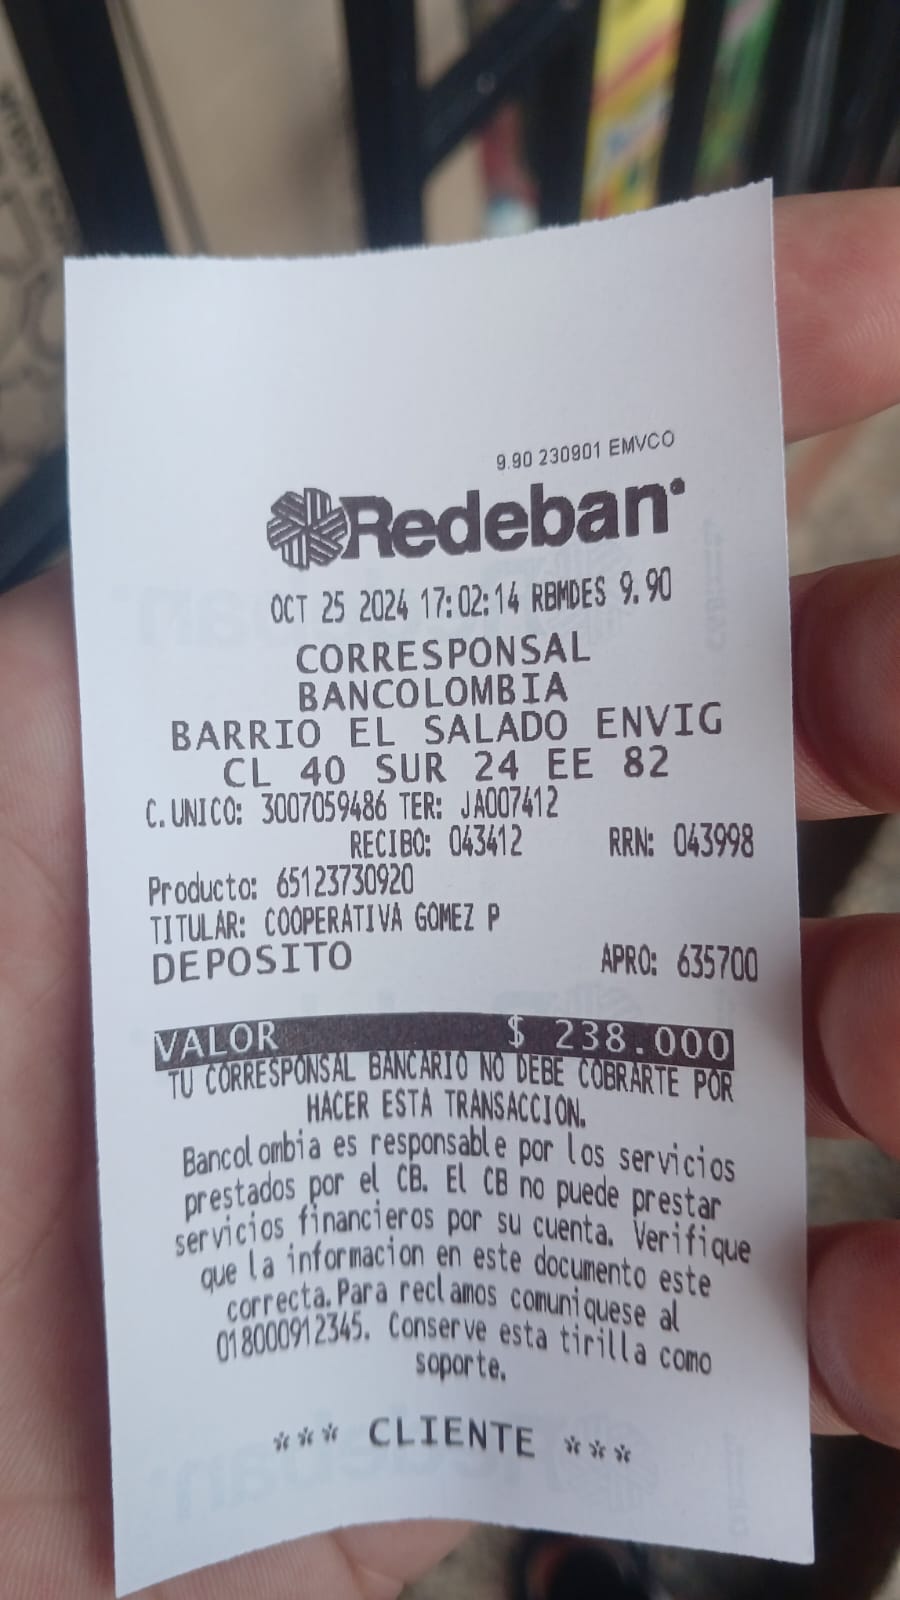 9.90 230901 EMVCO
Redeban
OCT 25 2024 17:02:14 RBMDES 9.90
CORRESPONSAL
BANCOLOMBIA
BARRIO EL SALADO ENVIG
CL 40 SUR 24 EE 82
C.UNICO: 3007059486 TER: JA007412
RECIBO: 043412 RRN: 043998
Producto: 65123730920
TITULAR: COOPERATIVA GOMEZ P
DEPOSITO APRO: 635700
VALOR $ 238.000
TU CORRESPONSAL BANCARIO NO DEBE COBRARTE POR
HACER ESTA TRANSACCION.
Bancolombia es responsable por los servicios
prestados por el CB. El CB no puede prestar
servicios financieros por su cuenta. Verifique
que la informacion en este documento este
correcta.Para reclamos comuniquese al
018000912345. Conserve esta tirilla como
soporte.
*** CLIENTE ***